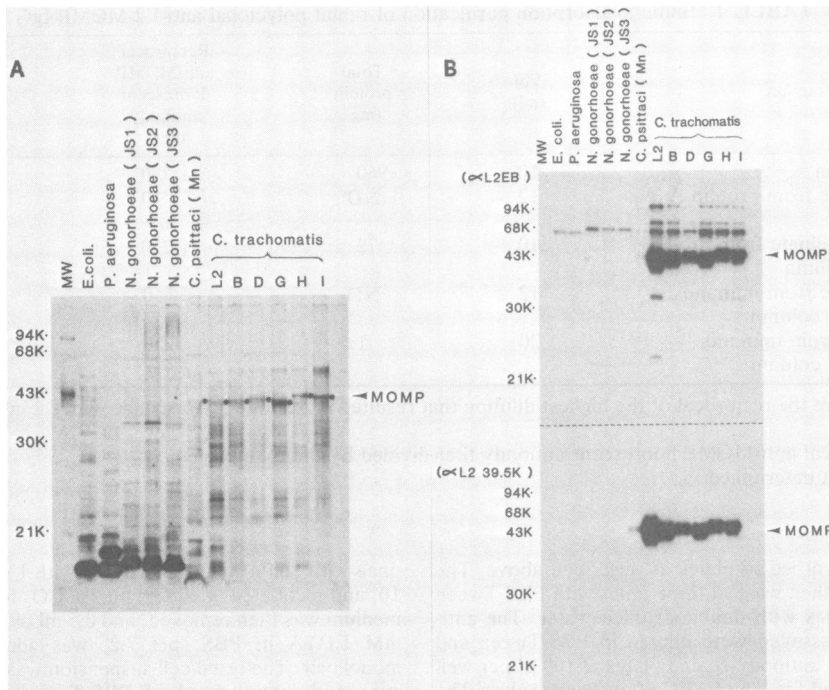 A
MW
E.coli.
P. aeruginosa
N. gonorhoeae ( JS1 )
N. gonorhoeae ( JS2 )
N. gonorhoeae ( JS3 )
C. psittaci ( Mn )
C. trachomatis
L2 B D G H I
94K
68K
43K
30K
21K
MOMP
B
MW
E. coli.
P. aeruginosa
N. gonorhoeae ( JS1 )
N. gonorhoeae ( JS2 )
N. gonorhoeae ( JS3 )
C. psittaci ( Mn )
C. trachomatis
L2 B D G H I
(∝L2EB)
94K
68K
43K
30K
21K
MOMP
(∝L2 39.5K)
94K
68K
43K
30K
21K
MOMP